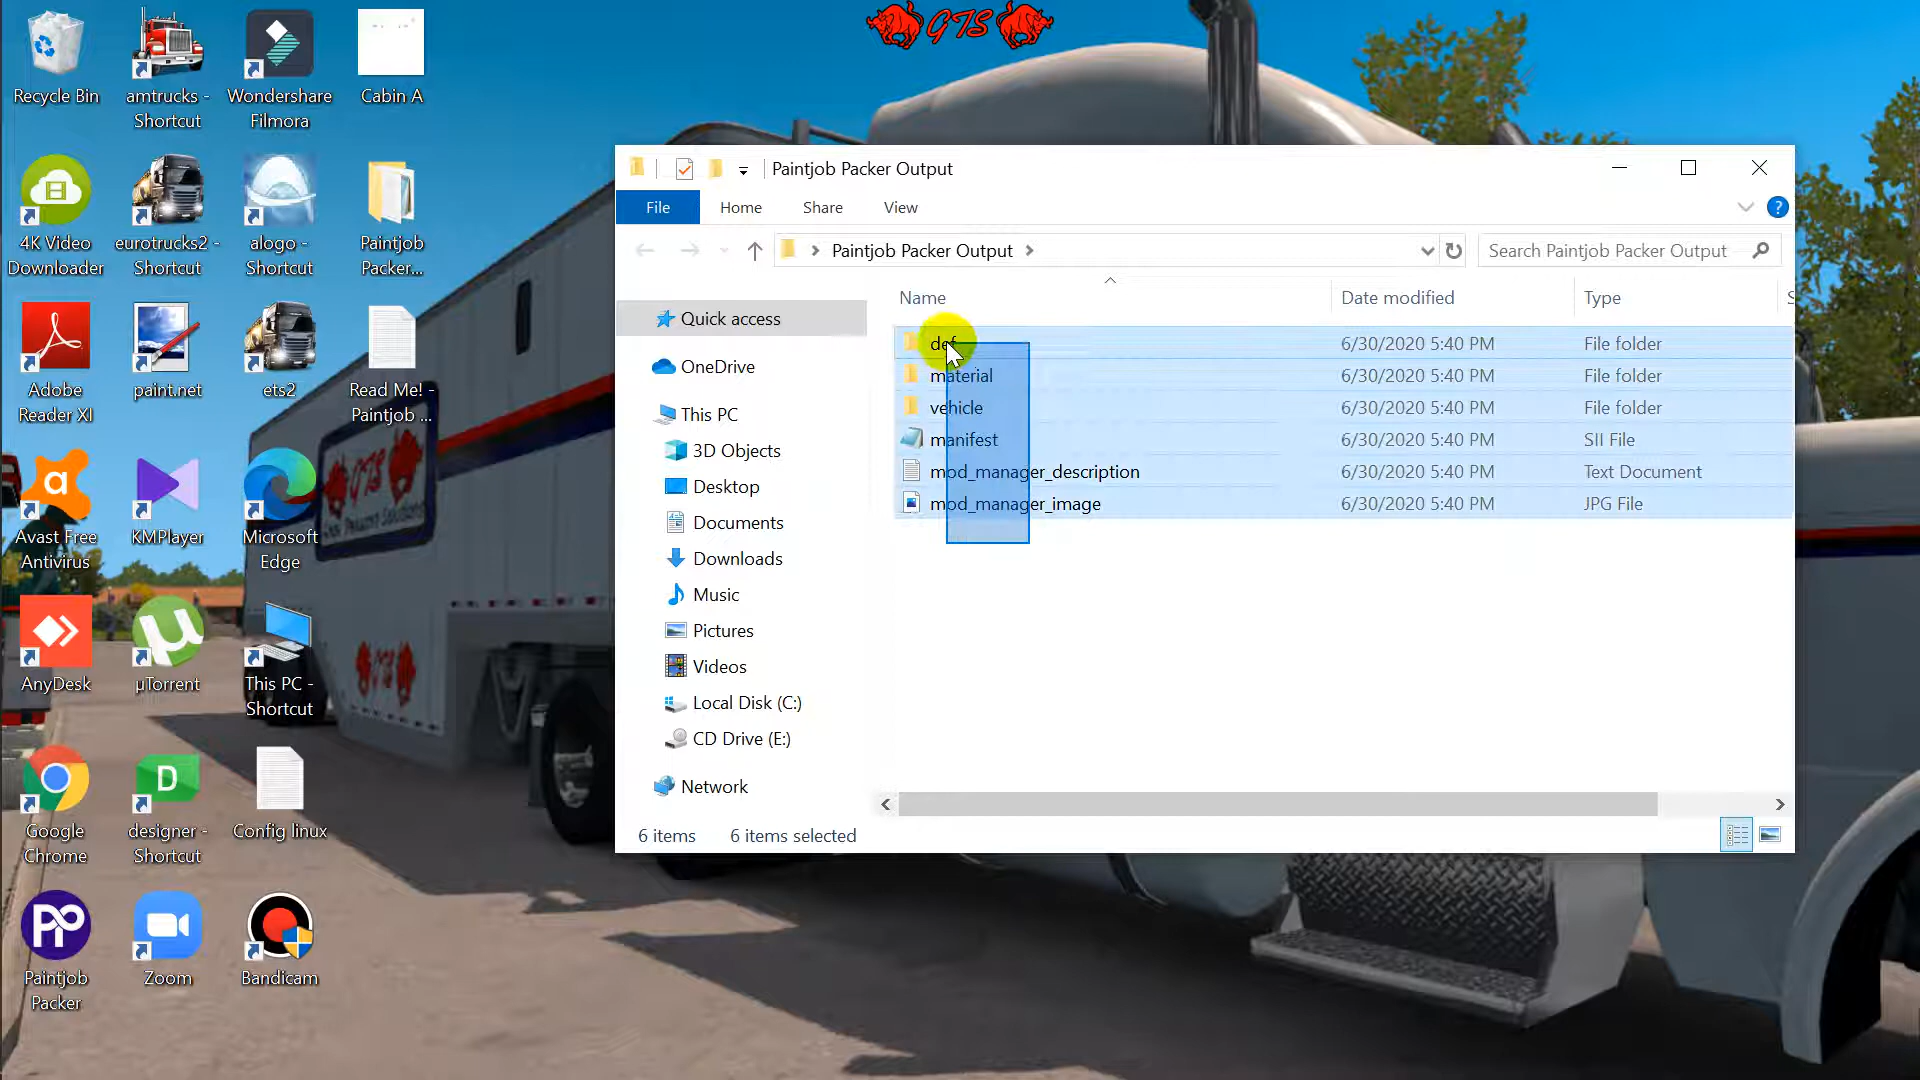 GTS
Recycle Bin
amtrucks -
Shortcut
Wondershare
Filmora
Cabin A
4K Video
Downloader
eurotrucks2 -
Shortcut
alogo -
Shortcut
Paintjob
Packer...
Adobe
Reader XI
paint.net
ets2
Read Me! -
Paintjob ...
Avast Free
Antivirus
KMPlayer
Microsoft
Edge
AnyDesk
µTorrent
This PC -
Shortcut
Google
Chrome
designer -
Shortcut
Config linux
Paintjob
Packer
Zoom
Bandicam
Paintjob Packer Output
File Home Share View
Paintjob Packer Output
Search Paintjob Packer Output
Name Date modified Type
def 6/30/2020 5:40 PM File folder
material 6/30/2020 5:40 PM File folder
vehicle 6/30/2020 5:40 PM File folder
manifest 6/30/2020 5:40 PM SII File
mod_manager_description 6/30/2020 5:40 PM Text Document
mod_manager_image 6/30/2020 5:40 PM JPG File
Quick access
OneDrive
This PC
3D Objects
Desktop
Documents
Downloads
Music
Pictures
Videos
Local Disk (C:)
CD Drive (E:)
Network
6 items 6 items selected
GTS
GTS